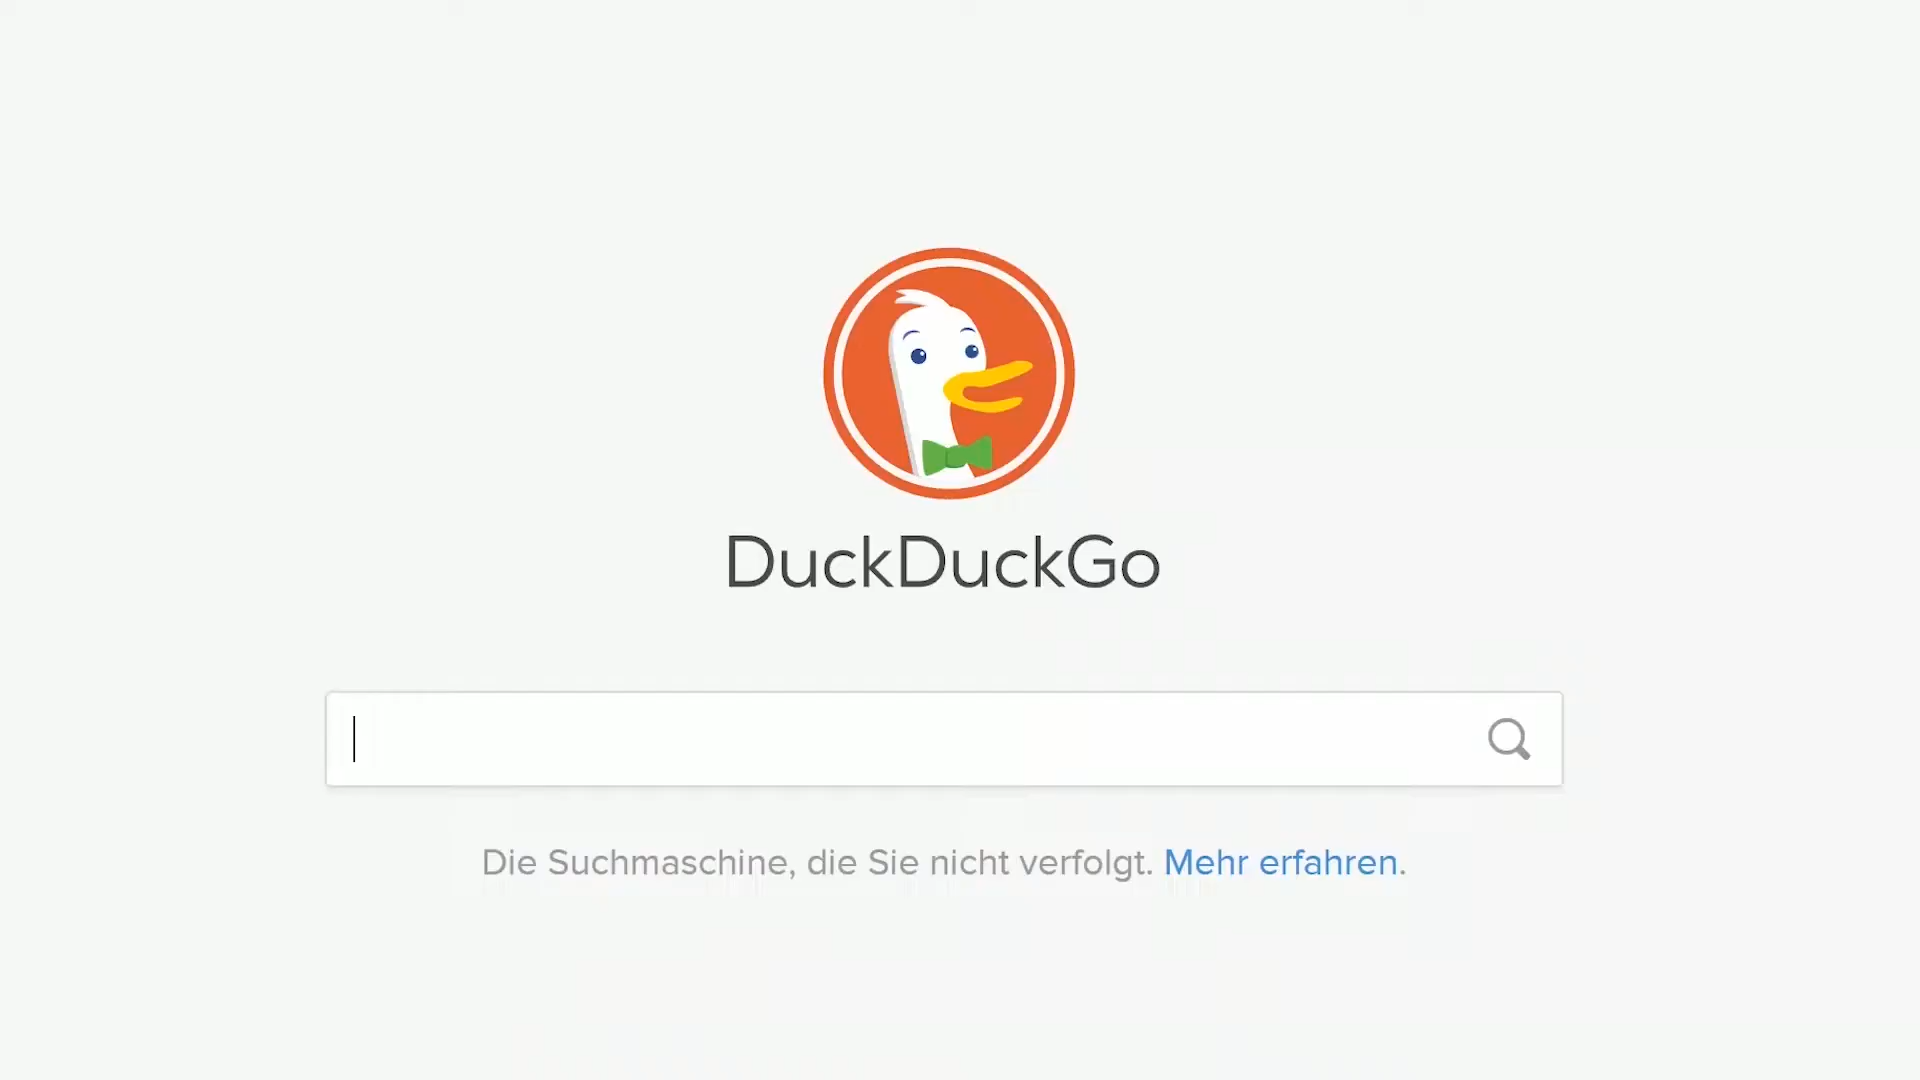 DuckDuckGo
Die Suchmaschine, die Sie nicht verfolgt. Mehr erfahren.